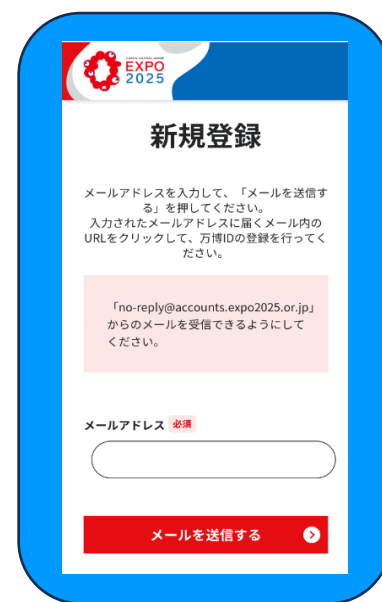 EXPO
2025
新規登録
メールアドレスを入力して、「メールを送信す
る」を押してください。
入力されたメールアドレスに届くメール内の
URLをクリックして、万博IDの登録を行ってく
ださい。
「no-reply@accounts.expo2025.or.jp」
からのメールを受信できるようにして
ください。
メールアドレス 必須
メールを送信する